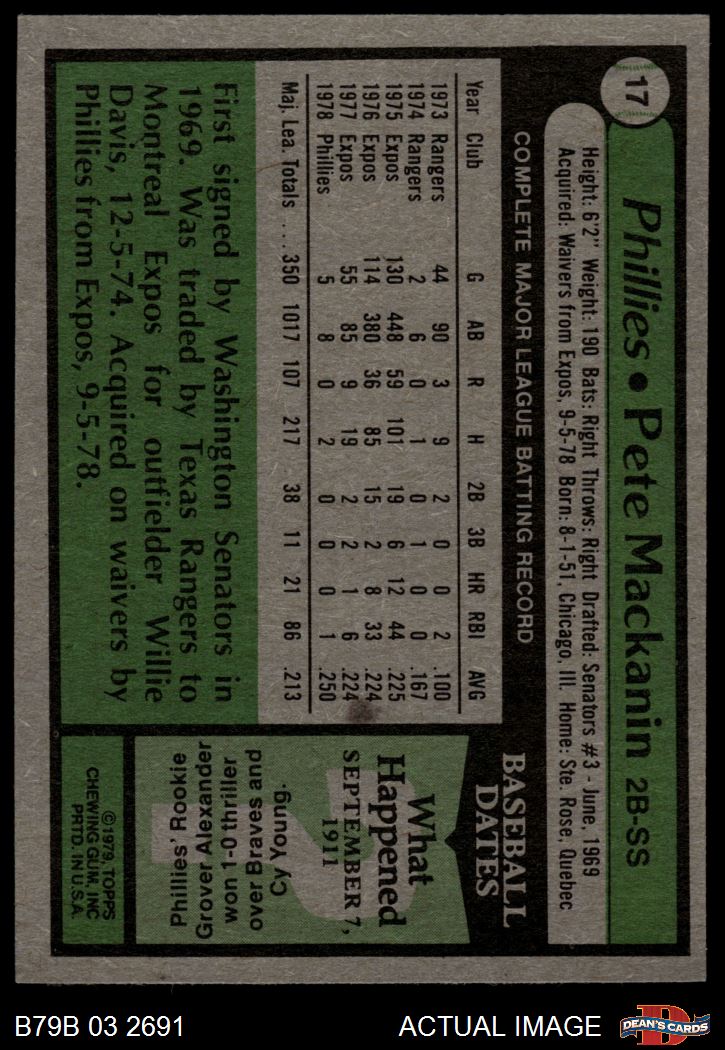 17
Phillies • Pete Mackanin 2B-SS
Height: 6'2" Weight: 190 Bats: Right Throws: Right Drafted: Senators #3 - June, 1969
Acquired: Waivers from Expos, 9-5-78 Born: 8-1-51, Chicago, Ill. Home: Ste. Rose, Quebec
COMPLETE MAJOR LEAGUE BATTING RECORD
Year Club G AB R H 2B 3B HR RBI AVG
1973 Rangers 44 90 3 9 2 0 0 2 .100
1974 Rangers 2 6 0 1 0 1 0 0 .167
1975 Expos 130 448 59 101 19 6 12 44 .225
1976 Expos 114 380 36 85 15 2 8 33 .224
1977 Expos 55 85 9 19 2 2 1 6 .224
1978 Phillies 5 8 0 2 0 0 0 1 .250
Maj. Lea. Totals . . . 350 1017 107 217 38 11 21 86 .213
First signed by Washington Senators in
1969. Was traded by Texas Rangers to
Montreal Expos for outfielder Willie
Davis, 12-5-74. Acquired on waivers by
Phillies from Expos, 9-5-78.
BASEBALL
DATES
What
Happened
SEPTEMBER 7,
1911
Phillies' Rookie
Grover Alexander
won 1-0 thriller
over Braves and
Cy Young.
©1979, TOPPS
CHEWING GUM, INC
PRTD. IN U.S.A.
B79B 03 2691
ACTUAL IMAGE
DEAN'S CARDS